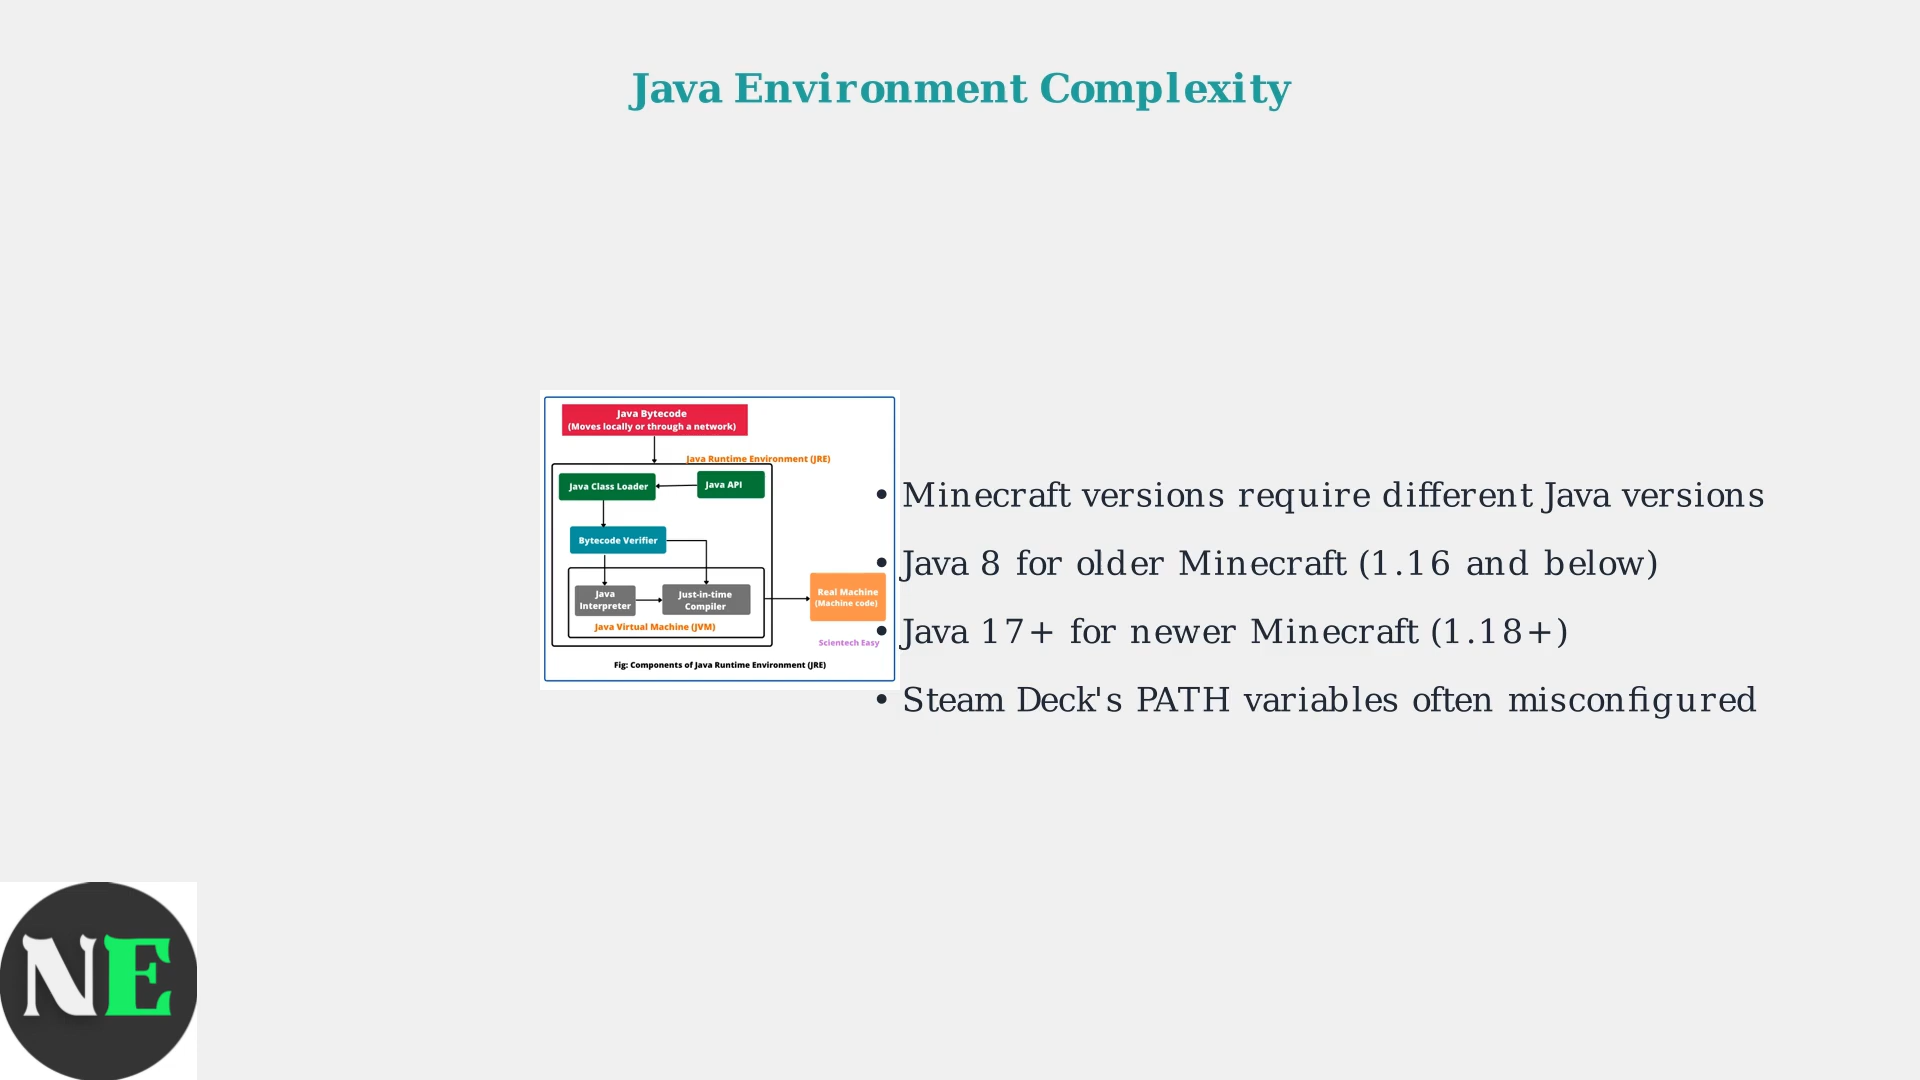 Java Environment Complexity
Java Bytecode
(Moves locally or through a network)
Java Runtime Environment (JRE)
Java Class Loader
Java API
Bytecode Verifier
Java
Interpreter
Just-in-time
Compiler
Java Virtual Machine (JVM)
Real Machine
(Machine code)
Scientech Easy
Fig: Components of Java Runtime Environment (JRE)
• Minecraft versions require different Java versions
• Java 8 for older Minecraft (1.16 and below)
• Java 17+ for newer Minecraft (1.18+)
• Steam Deck's PATH variables often misconfigured
NE